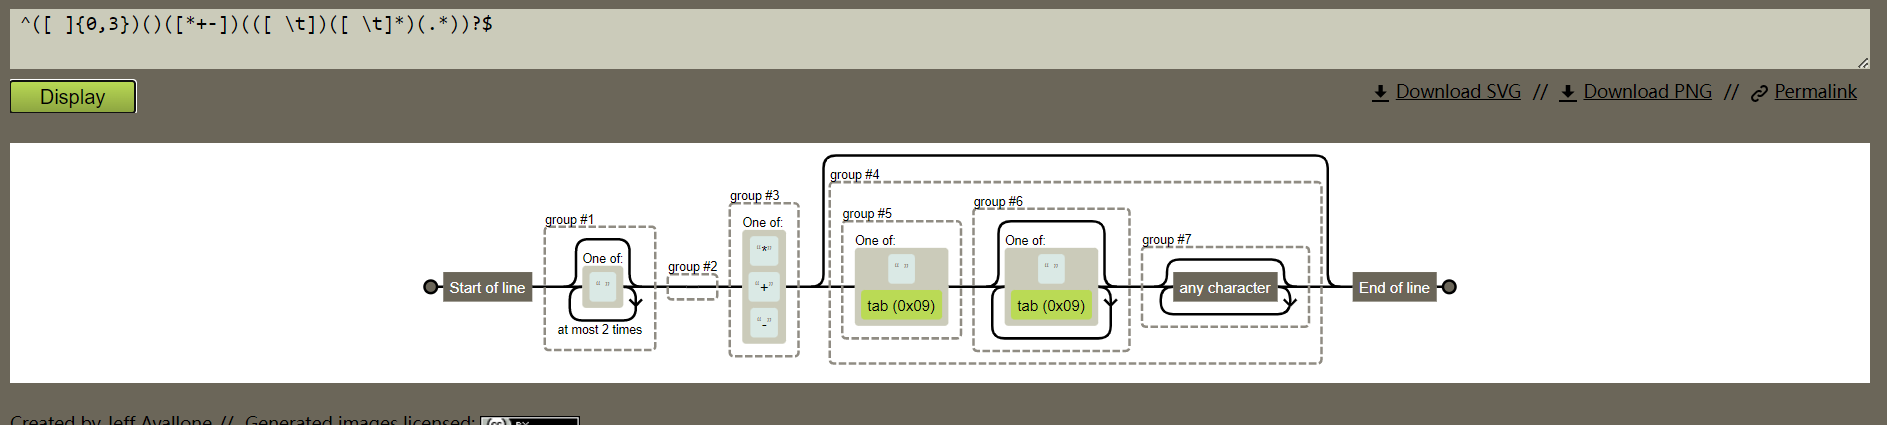 ^([ ]{0,3})()([*+-])(([ \t])([ \t]*)(.*))?$
Display
Download SVG // Download PNG // Permalink
group #1
One of:
“ ”
at most 2 times
group #2
group #3
One of:
“*”
“+”
“-”
group #4
group #5
One of:
“ ”
tab (0x09)
group #6
One of:
“ ”
tab (0x09)
group #7
any character
Start of line
End of line
Created by Jeff Avallone // Generated images licensed: